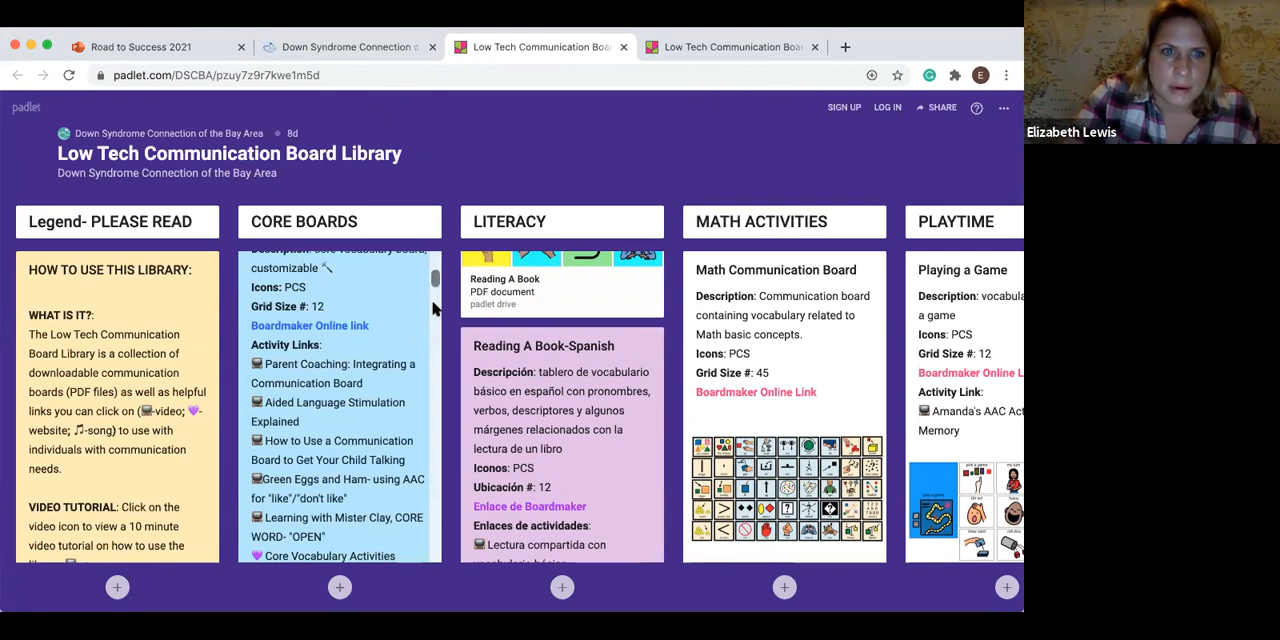 Road to Success 2021
Down Syndrome Connection o
Low Tech Communication Boa
Low Tech Communication Boa
padlet.com/DSCBA/pzuy7z9r7kwe1m5d
E
padlet
SIGN UP
LOG IN
SHARE
Down Syndrome Connection of the Bay Area
8d
Low Tech Communication Board Library
Down Syndrome Connection of the Bay Area
Legend- PLEASE READ
HOW TO USE THIS LIBRARY:
WHAT IS IT?:
The Low Tech Communication
Board Library is a collection of
downloadable communication
boards (PDF files) as well as helpful
links you can click on (💻-video; 💜-
website; 🎵-song) to use with
individuals with communication
needs.
VIDEO TUTORIAL: Click on the
video icon to view a 10 minute
video tutorial on how to use the
CORE BOARDS
customizable 🔨
Icons: PCS
Grid Size #: 12
Boardmaker Online link
Activity Links:
💻 Parent Coaching: Integrating a
Communication Board
💻 Aided Language Stimulation
Explained
💻 How to Use a Communication
Board to Get Your Child Talking
💻Green Eggs and Ham- using AAC
for "like"/"don't like"
💻 Learning with Mister Clay, CORE
WORD- "OPEN"
💜 Core Vocabulary Activities
LITERACY
Reading A Book
PDF document
padlet drive
Reading A Book-Spanish
Descripción: tablero de vocabulario
básico en español con pronombres,
verbos, descriptores y algunos
márgenes relacionados con la
lectura de un libro
Iconos: PCS
Ubicación #: 12
Enlace de Boardmaker
Enlaces de actividades:
💻 Lectura compartida con
MATH ACTIVITIES
Math Communication Board
Description: Communication board
containing vocabulary related to
Math basic concepts.
Icons: PCS
Grid Size #: 45
Boardmaker Online Link
PLAYTIME
Playing a Game
Description: vocabula
a game
Icons: PCS
Grid Size #: 12
Boardmaker Online L
Activity Link:
💻 Amanda's AAC Act
Memory
Elizabeth Lewis